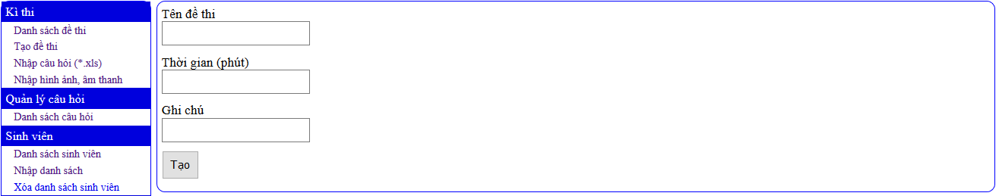 Kì thi
Danh sách đề thi
Tạo đề thi
Nhập câu hỏi (*.xls)
Nhập hình ảnh, âm thanh
Quản lý câu hỏi
Danh sách câu hỏi
Sinh viên
Danh sách sinh viên
Nhập danh sách
Xóa danh sách sinh viên
Tên đề thi
Thời gian (phút)
Ghi chú
Tạo